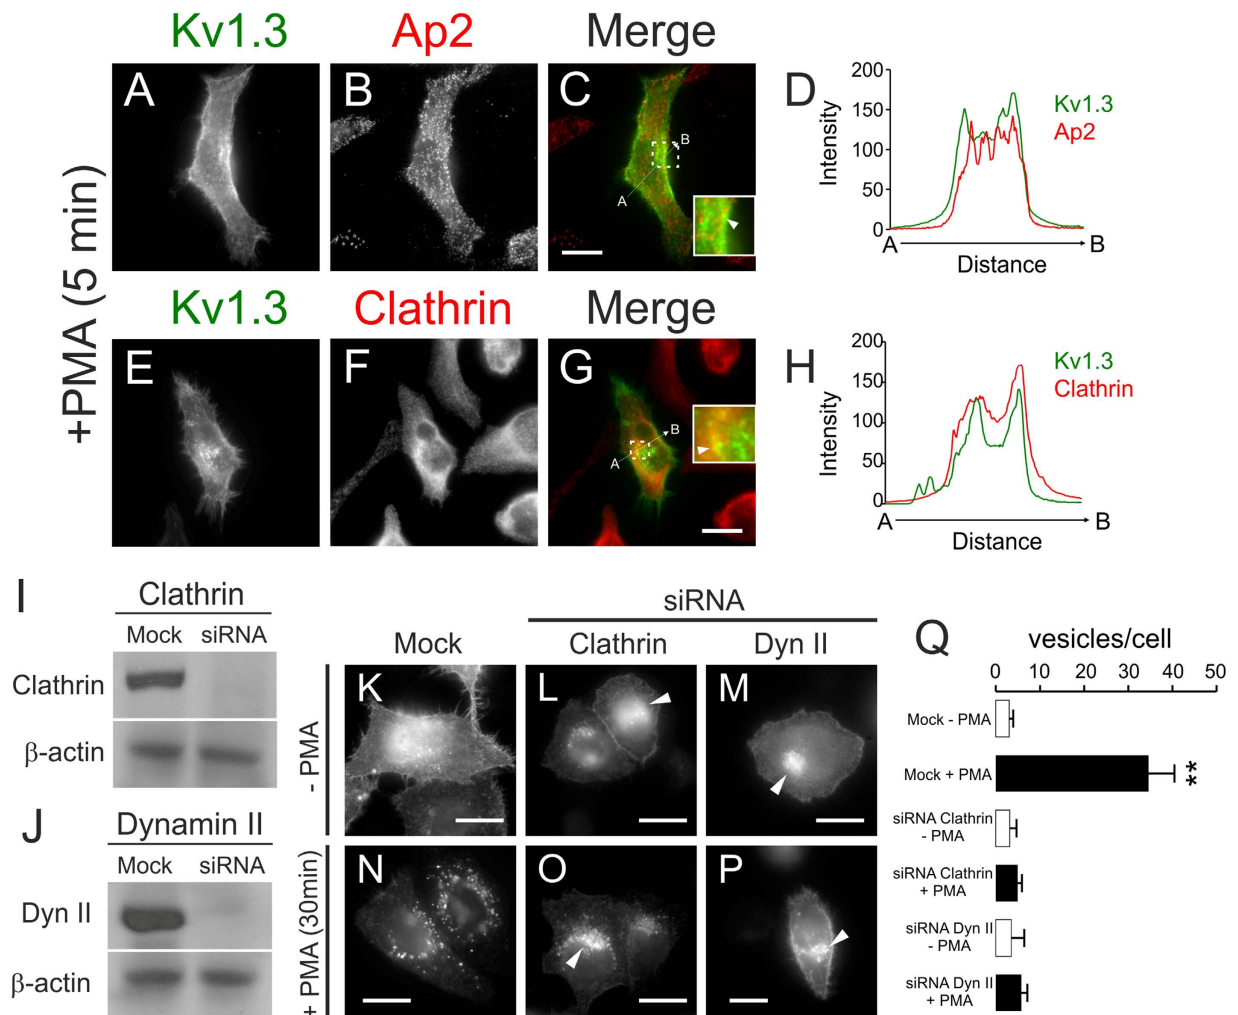 Kv1.3 Ap2 Merge
+PMA (5 min)
A B C D
A B
200
150
100
50
0
Intensity
Kv1.3
Ap2
A B
Distance
Kv1.3 Clathrin Merge
E F G H
A B
200
150
100
50
0
Intensity
Kv1.3
Clathrin
A B
Distance
I
Clathrin
Mock siRNA
Clathrin
β-actin
J
Dynamin II
Mock siRNA
Dyn II
β-actin
siRNA
Mock Clathrin Dyn II
- PMA
K L M
+ PMA (30min)
N O P
Q
vesicles/cell
0 10 20 30 40 50
Mock - PMA
Mock + PMA
**
siRNA Clathrin
- PMA
siRNA Clathrin
+ PMA
siRNA Dyn II
- PMA
siRNA Dyn II
+ PMA